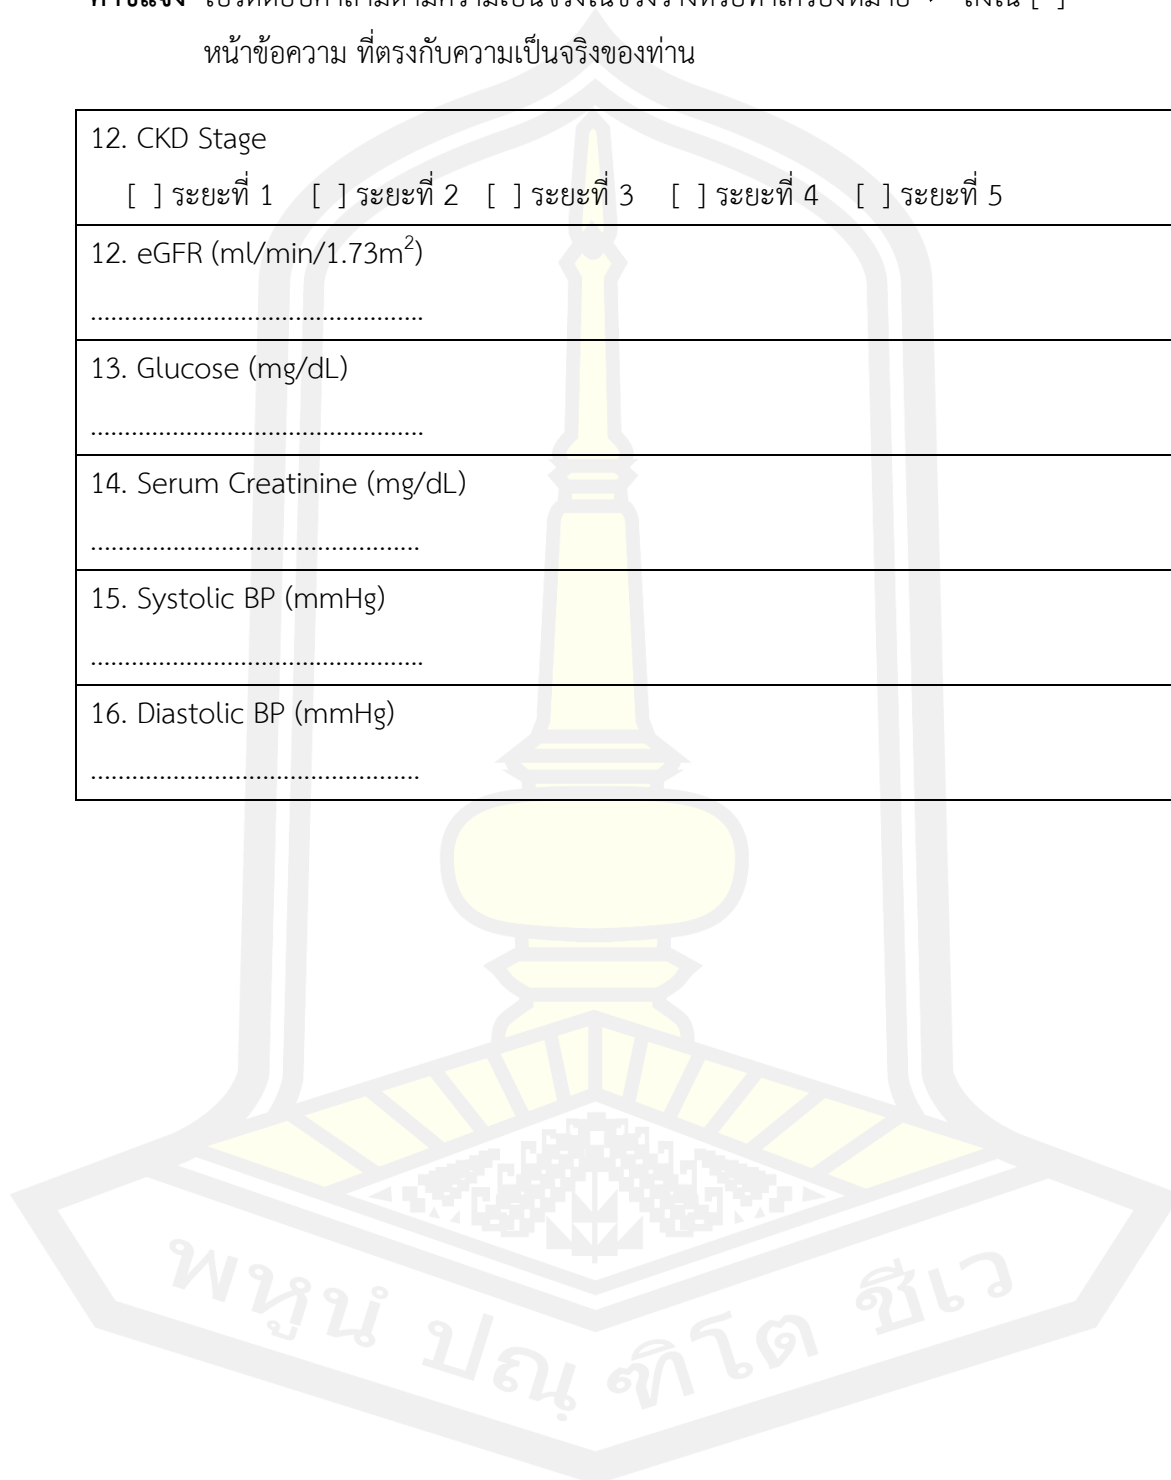 หน้าข้อความ ที่ตรงกับความเป็นจริงของท่าน
12. CKD Stage
[ ] ระยะที่ 1 [ ] ระยะที่ 2 [ ] ระยะที่ 3 [ ] ระยะที่ 4 [ ] ระยะที่ 5
12. eGFR (ml/min/1.73m²)
................................................
13. Glucose (mg/dL)
................................................
14. Serum Creatinine (mg/dL)
................................................
15. Systolic BP (mmHg)
................................................
16. Diastolic BP (mmHg)
................................................
พหูนํ ปณฺฑิโต ชีเว